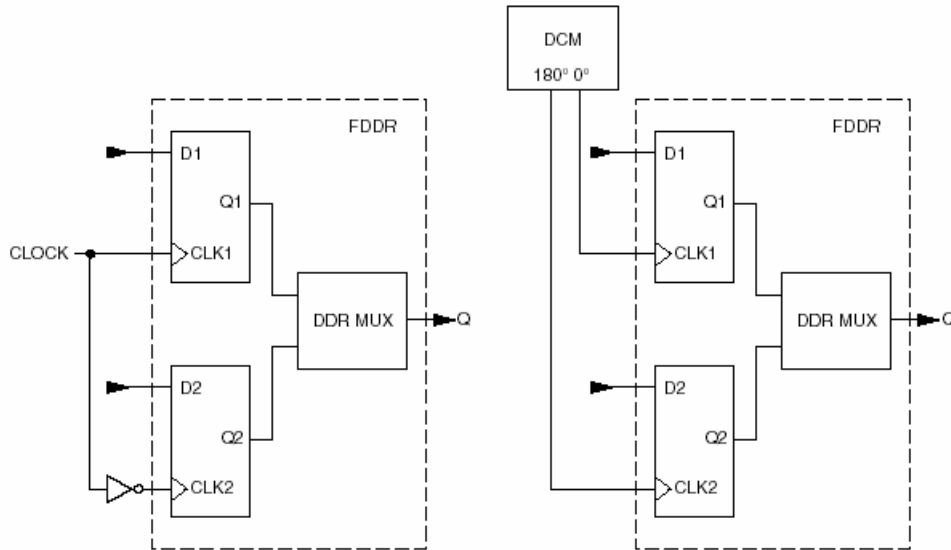 FDDR
D1
Q1
CLOCK
CLK1
DDR MUX
Q
D2
Q2
CLK2
DCM
180° 0°
FDDR
D1
Q1
CLK1
DDR MUX
D2
Q2
CLK2